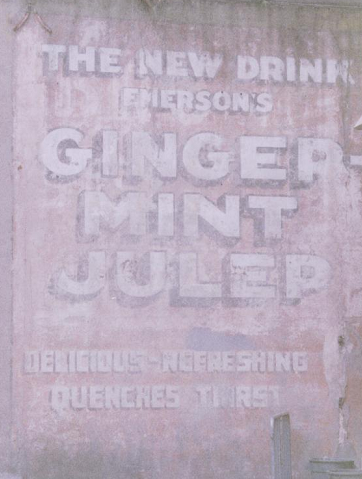 THE NEW DRINK
EMERSON'S
GINGER-
MINT
JULEP
DELICIOUS-REFRESHING
QUENCHES THIRST